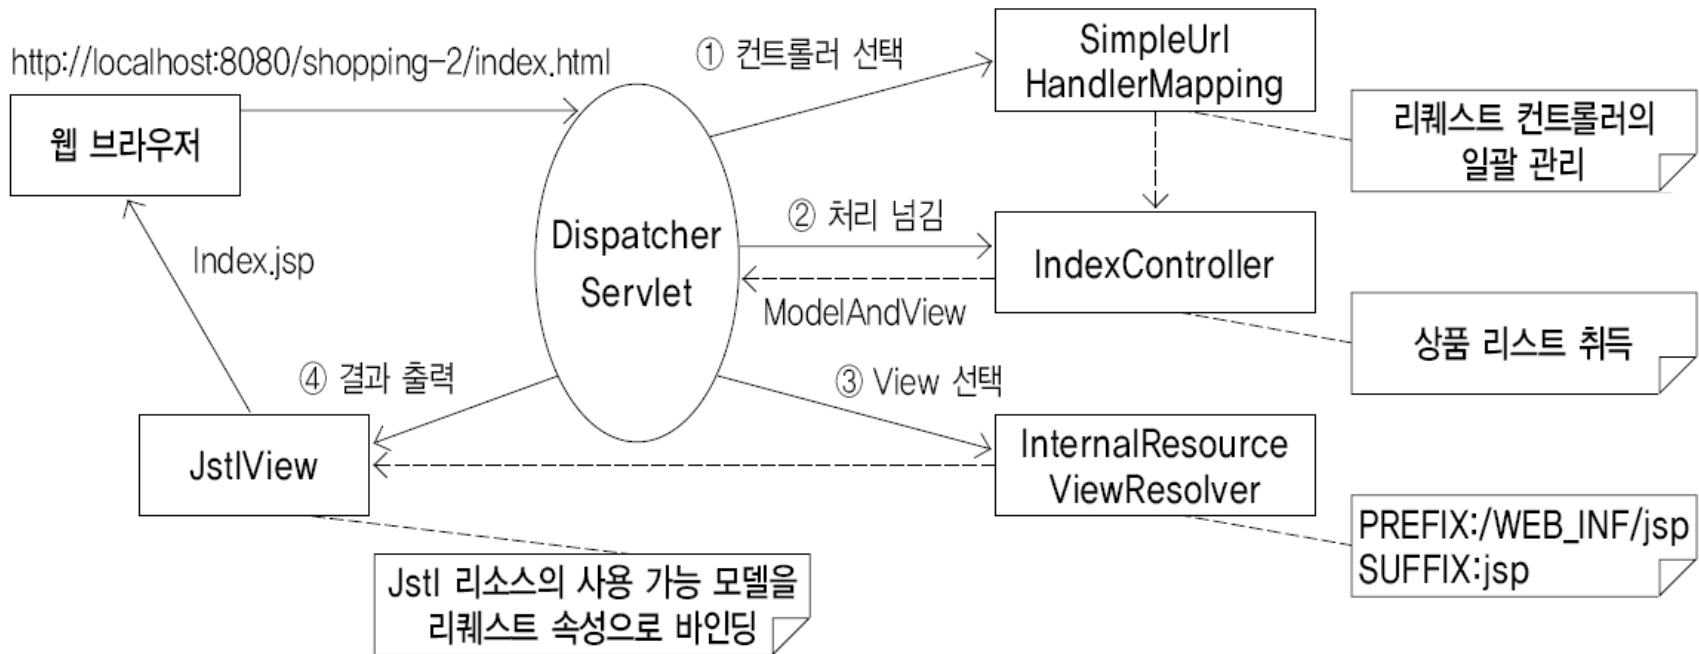 http://localhost:8080/shopping-2/index.html
① 컨트롤러 선택
SimpleUrl
HandlerMapping
웹 브라우저
리퀘스트 컨트롤러의
일괄 관리
② 처리 넘김
Dispatcher
Servlet
IndexController
Index.jsp
ModelAndView
상품 리스트 취득
④ 결과 출력
③ View 선택
JstlView
InternalResource
ViewResolver
PREFIX:/WEB_INF/jsp
SUFFIX:jsp
Jstl 리소스의 사용 가능 모델을
리퀘스트 속성으로 바인딩